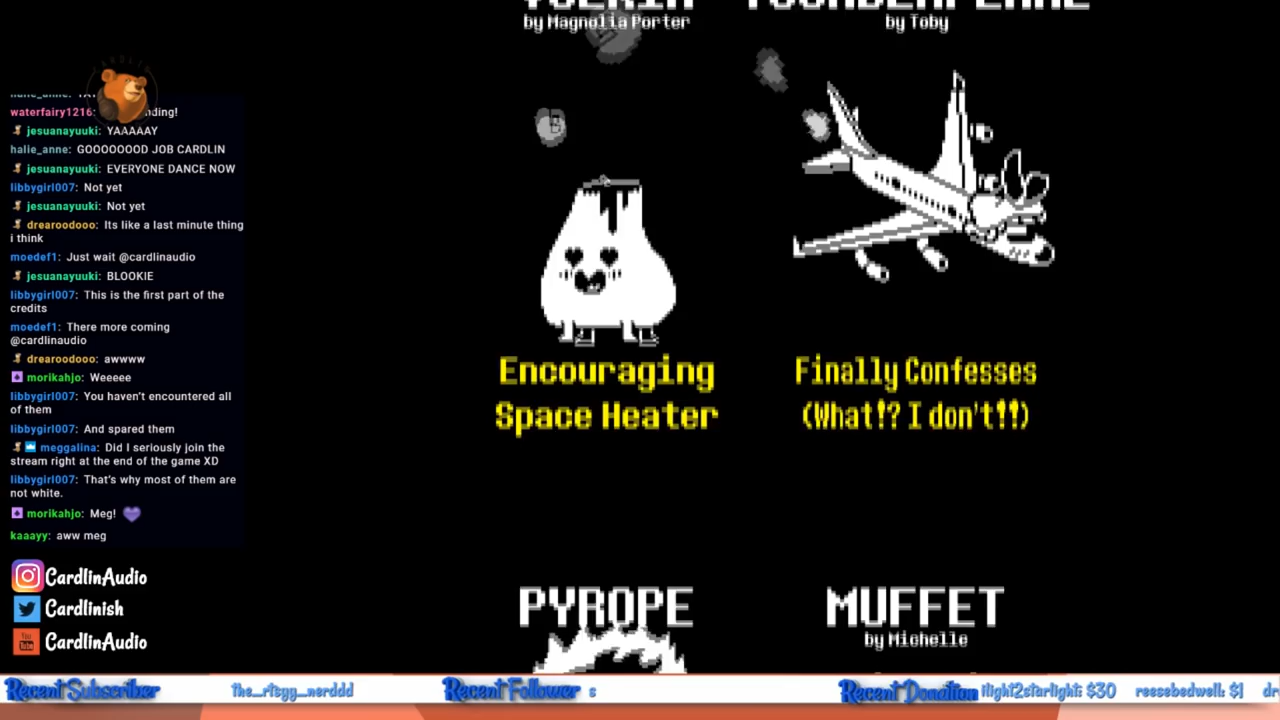 by Magnolia Porter
by Toby
waterfairy1216:
jesuanayuuki: YAAAAAY
halie_anne: GOOOOOOOD JOB CARDLIN
jesuanayuuki: EVERYONE DANCE NOW
libbygirl007: Not yet
jesuanayuuki: Not yet
drearoodooo: Its like a last minute thing
i think
moedef1: Just wait @cardlinaudio
jesuanayuuki: BLOOKIE
libbygirl007: This is the first part of the
credits
moedef1: There more coming
@cardlinaudio
drearoodooo: awwww
morikahjo: Weeeee
libbygirl007: You haven't encountered all
of them
libbygirl007: And spared them
meggalina: Did I seriously join the
stream right at the end of the game XD
libbygirl007: That's why most of them are
not white.
morikahjo: Meg!
kaaayy: aww meg
Encouraging
Space Heater
Finally Confesses
(What!? I don't!!)
PYROPE
MUFFET
by Michelle
CardlinAudio
Cardlinish
You Tube CardlinAudio
Recent Subscriber the_rtsyy_nerddd Recent Follower s Recent Donation ilight2starlight: $30 reesebedwell: $1